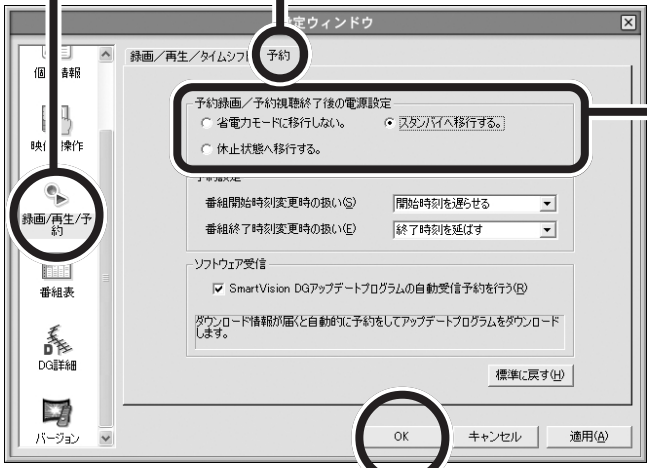 定ウィンドウ
録画／再生／タイムシフト 予約
個 情報
映 操作
録画/再生/予約
番組表
DG詳細
バージョン
予約録画／予約視聴終了後の電源設定
省電力モードに移行しない。 スタンバイへ移行する。
休止状態へ移行する。
予約設定
番組開始時刻変更時の扱い(S) 開始時刻を遅らせる
番組終了時刻変更時の扱い(E) 終了時刻を延ばす
ソフトウェア受信
SmartVision DGアップデートプログラムの自動受信予約を行う(R)
ダウンロード情報が届くと自動的に予約をしてアップデートプログラムをダウンロード
します。
標準に戻す(H)
OK キャンセル 適用(A)